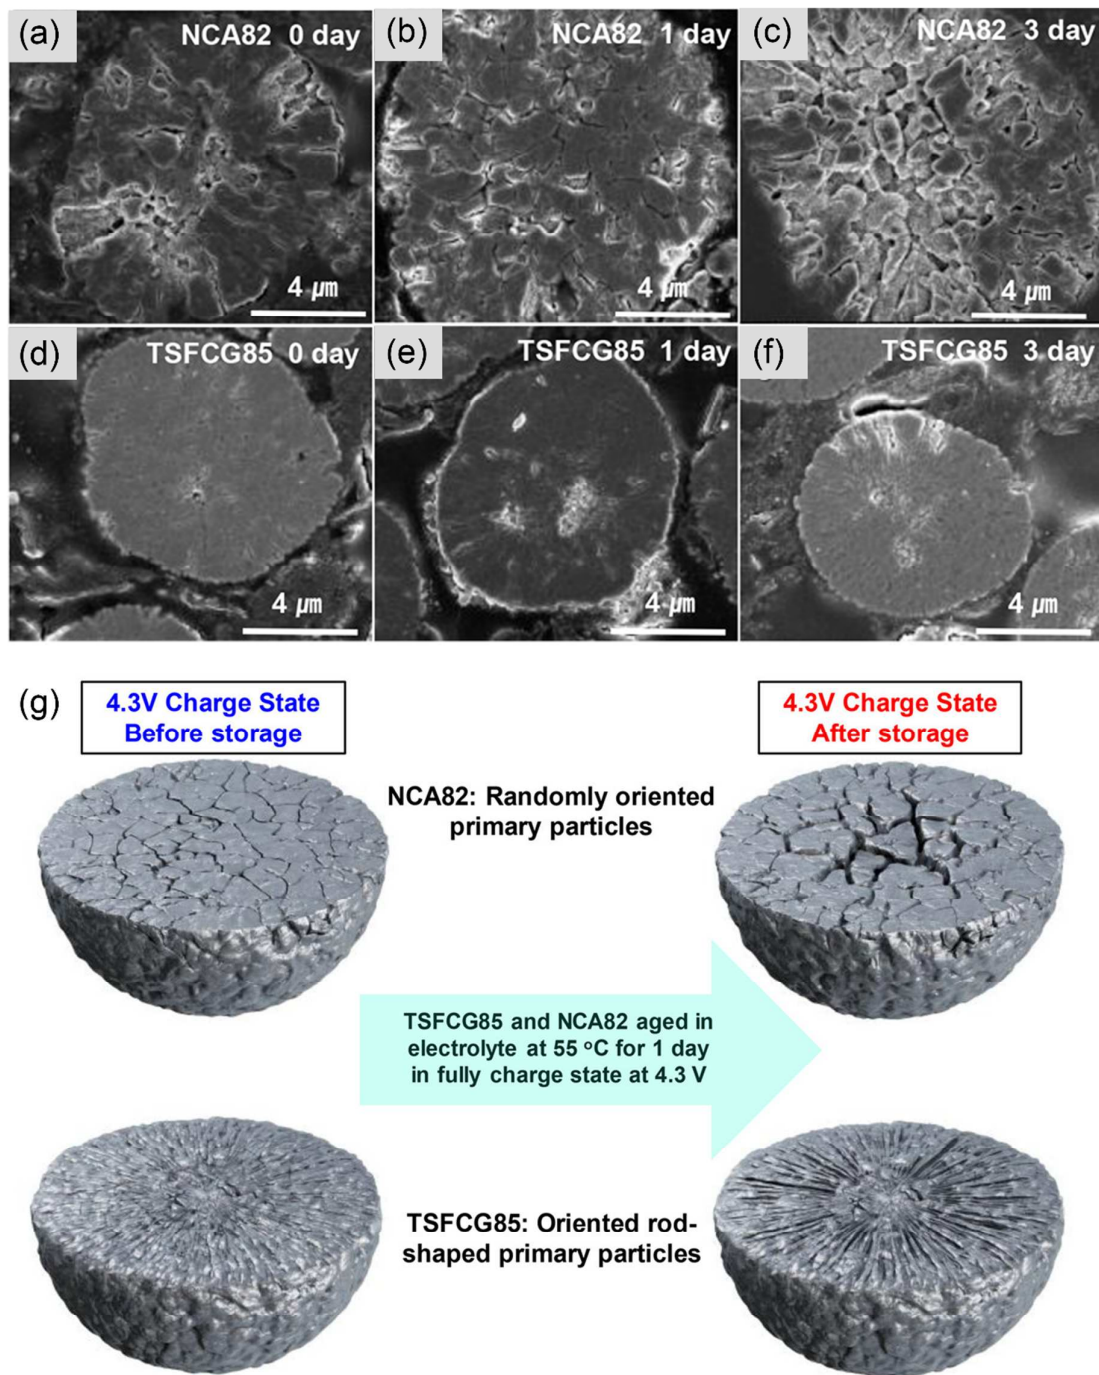 (a)
NCA82 0 day
4 μm
(b)
NCA82 1 day
4 μm
(c)
NCA82 3 day
4 μm
(d)
TSFCG85 0 day
4 μm
(e)
TSFCG85 1 day
4 μm
(f)
TSFCG85 3 day
4 μm
(g)
4.3V Charge State
Before storage
4.3V Charge State
After storage
NCA82: Randomly oriented
primary particles
TSFCG85 and NCA82 aged in
electrolyte at 55 °C for 1 day
in fully charge state at 4.3 V
TSFCG85: Oriented rod-
shaped primary particles